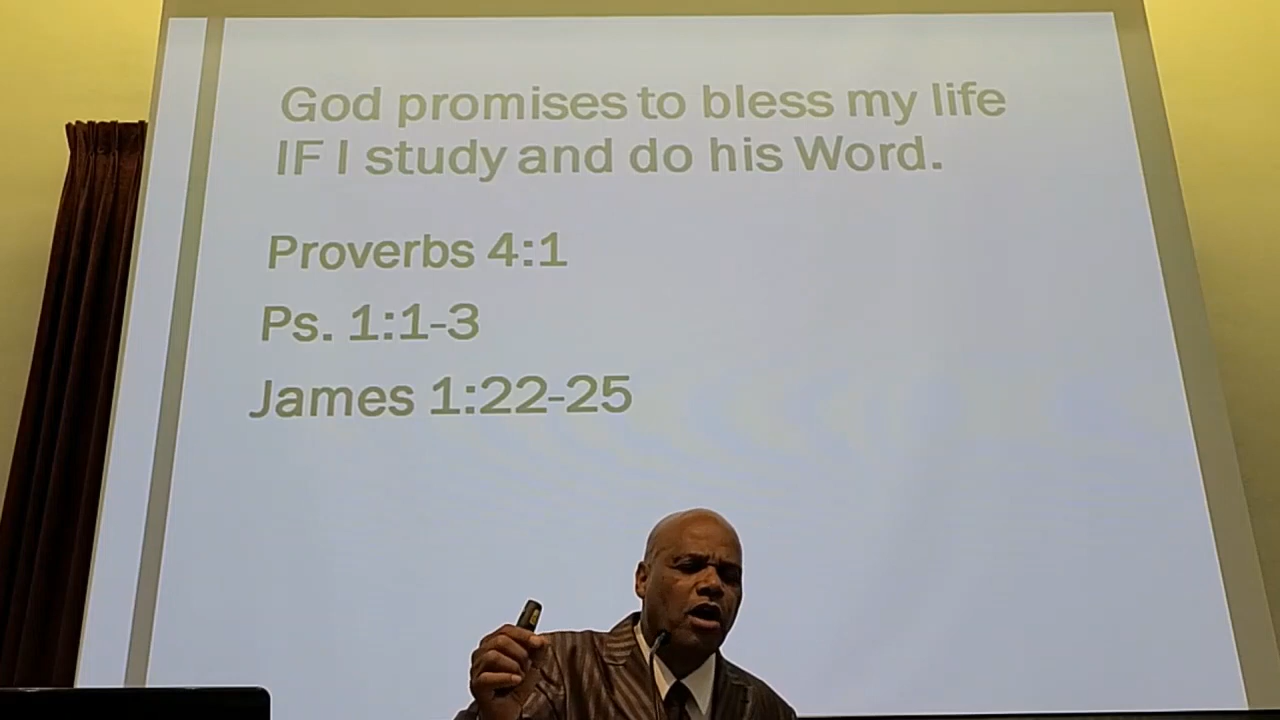 God promises to bless my life
IF I study and do his Word.
Proverbs 4:1
Ps. 1:1-3
James 1:22-25